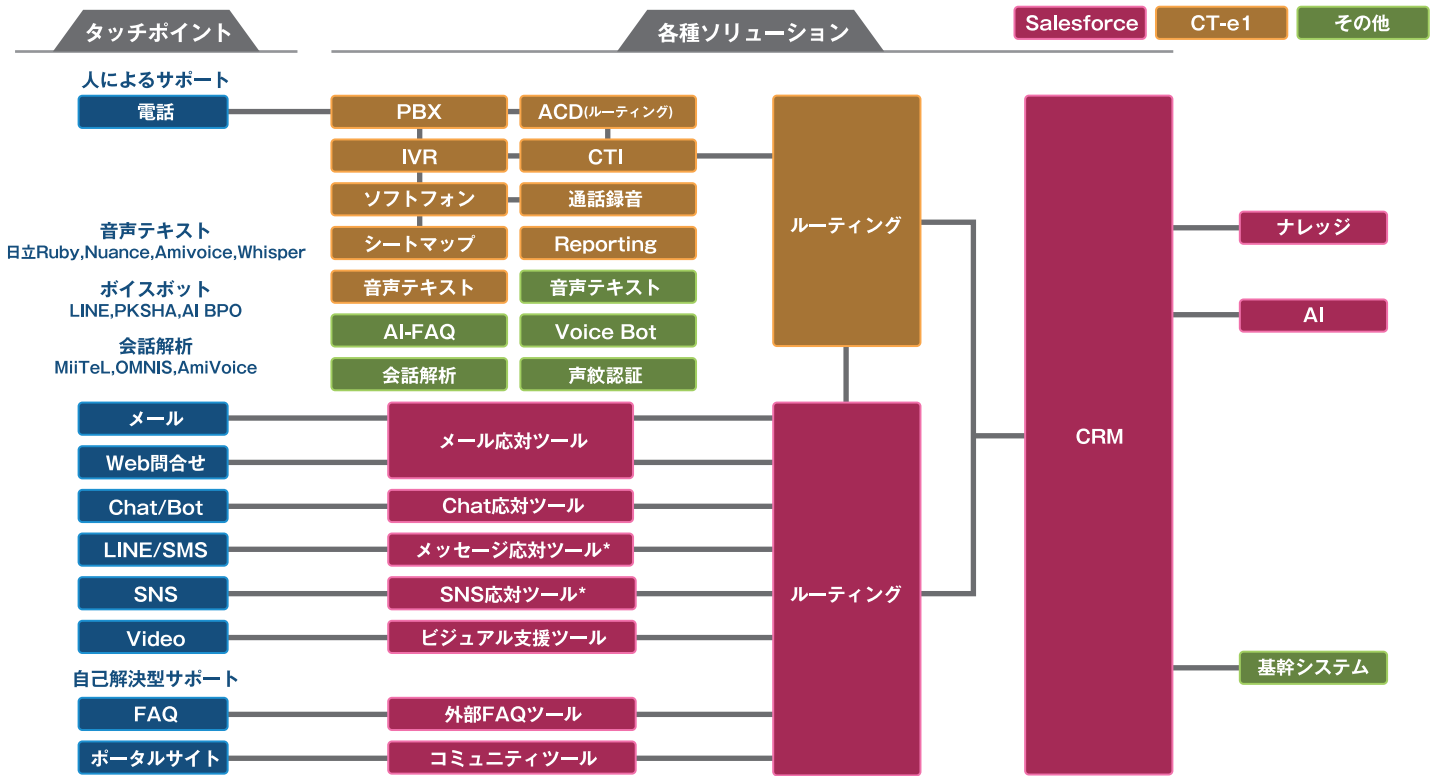 タッチポイント
各種ソリューション
Salesforce
CT-e1
その他
人によるサポート
電話
PBX
ACD(ルーティング)
IVR
CTI
ソフトフォン
通話録音
シートマップ
Reporting
音声テキスト
音声テキスト
AI-FAQ
Voice Bot
会話解析
声紋認証
音声テキスト
日立Ruby,Nuance,Amivoice,Whisper
ボイスボット
LINE,PKSHA,AI BPO
会話解析
MiiTeL,OMNIS,AmiVoice
ルーティング
メール
Web問合せ
メール応対ツール
Chat/Bot
Chat応対ツール
LINE/SMS
メッセージ応対ツール*
SNS
SNS応対ツール*
Video
ビジュアル支援ツール
自己解決型サポート
FAQ
外部FAQツール
ポータルサイト
コミュニティツール
ルーティング
CRM
ナレッジ
AI
基幹システム